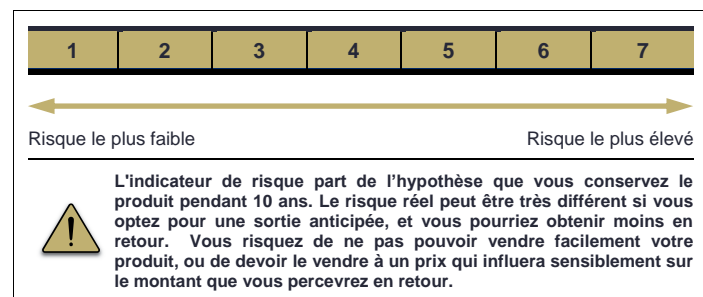 1 2 3 4 5 6 7
Risque le plus faible Risque le plus élevé
L'indicateur de risque part de l’hypothèse que vous conservez le
produit pendant 10 ans. Le risque réel peut être très différent si vous
optez pour une sortie anticipée, et vous pourriez obtenir moins en
retour. Vous risquez de ne pas pouvoir vendre facilement votre
produit, ou de devoir le vendre à un prix qui influera sensiblement sur
le montant que vous percevrez en retour.